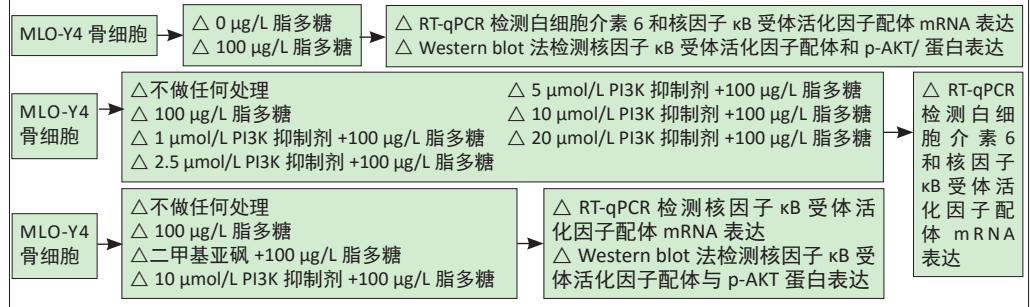 MLO-Y4 骨细胞
△ 0 μg/L 脂多糖
△ 100 μg/L 脂多糖
△ RT-qPCR 检测白细胞介素 6 和核因子 κB 受体活化因子配体 mRNA 表达
△ Western blot 法检测核因子 κB 受体活化因子配体和 p-AKT/ 蛋白表达
MLO-Y4
骨细胞
△不做任何处理
△ 100 μg/L 脂多糖
△ 1 μmol/L PI3K 抑制剂 +100 μg/L 脂多糖
△ 2.5 μmol/L PI3K 抑制剂 +100 μg/L 脂多糖
△ 5 μmol/L PI3K 抑制剂 +100 μg/L 脂多糖
△ 10 μmol/L PI3K 抑制剂 +100 μg/L 脂多糖
△ 20 μmol/L PI3K 抑制剂 +100 μg/L 脂多糖
△ RT-qPCR
检测白细
胞介素 6
和核因子
κB 受体活
化因子配
体 mRNA
表达
MLO-Y4
骨细胞
△不做任何处理
△ 100 μg/L 脂多糖
△二甲基亚砜 +100 μg/L 脂多糖
△ 10 μmol/L PI3K 抑制剂 +100 μg/L 脂多糖
△ RT-qPCR 检测核因子 κB 受体活
化因子配体 mRNA 表达
△ Western blot 法检测核因子 κB 受
体活化因子配体与 p-AKT 蛋白表达